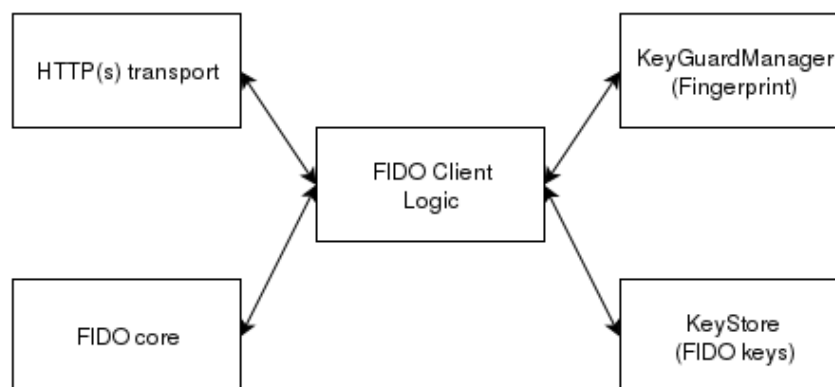 HTTP(s) transport
KeyGuardManager
(Fingerprint)
FIDO Client
Logic
FIDO core
KeyStore
(FIDO keys)